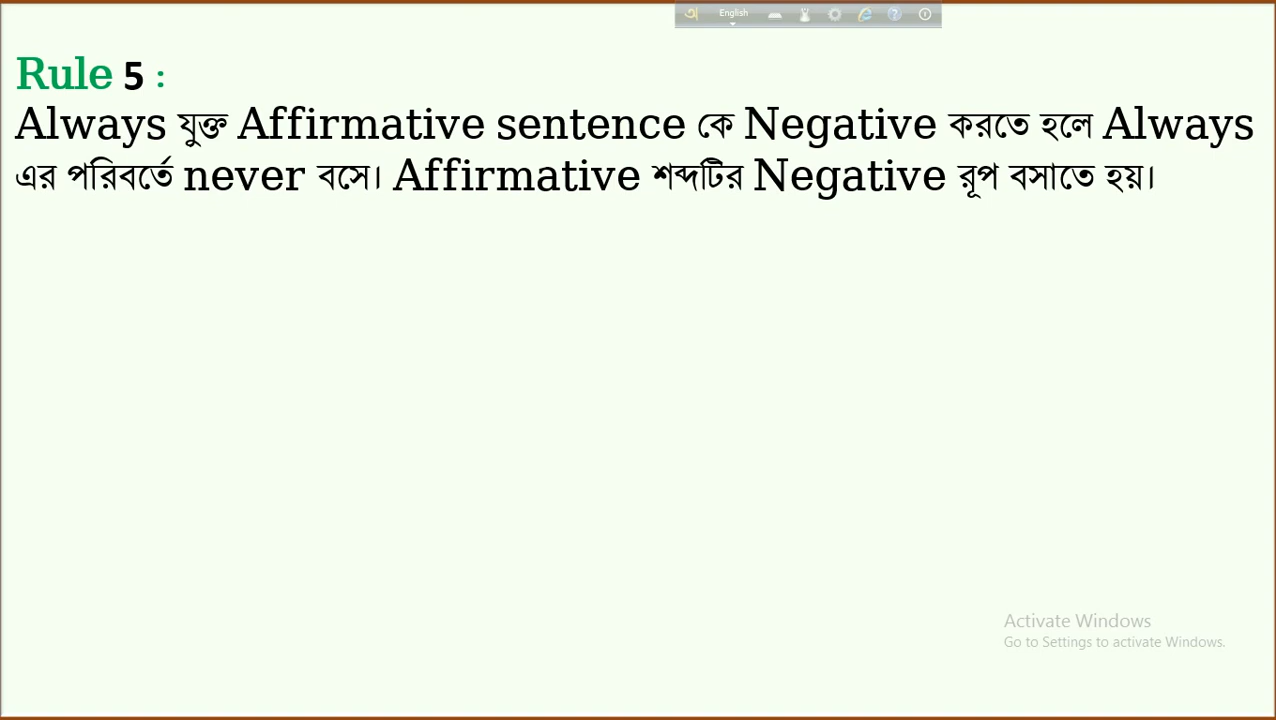 অ English
Rule 5 :
Always যুক্ত Affirmative sentence কে Negative করতে হলে Always
এর পরিবর্তে never বসে। Affirmative শব্দটির Negative রূপ বসাতে হয়।
Activate Windows
Go to Settings to activate Windows.